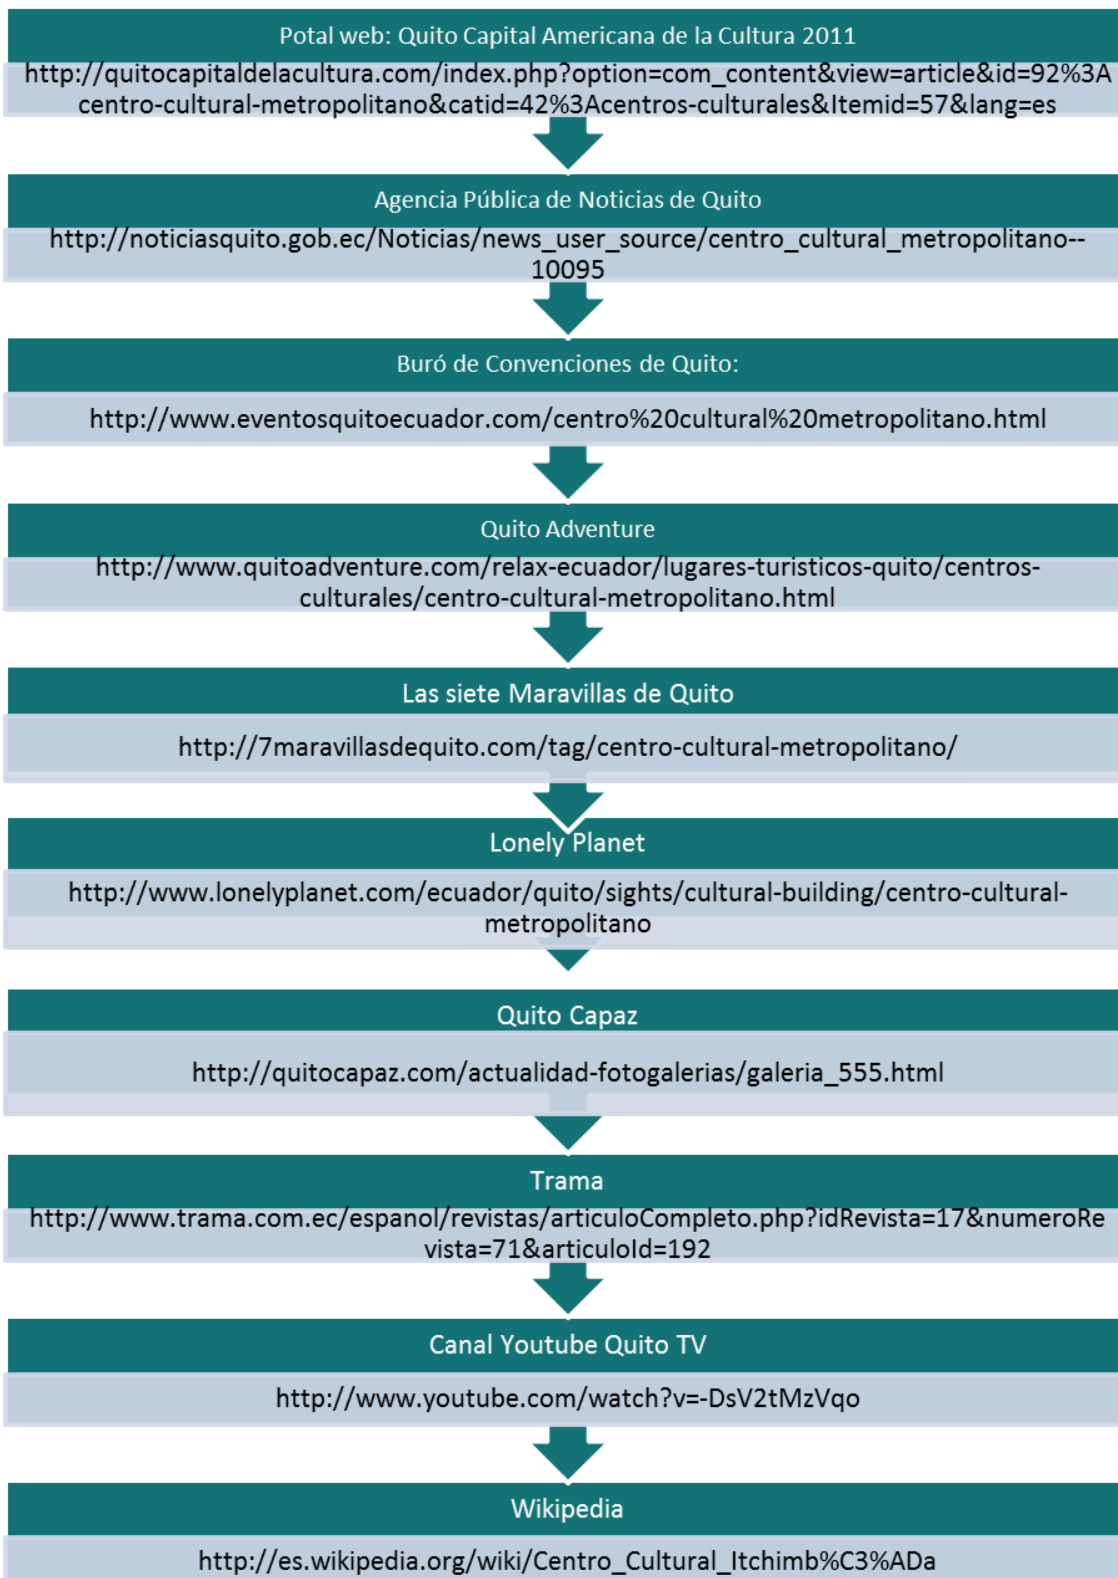 Potal web: Quito Capital Americana de la Cultura 2011
http://quitocapitaldelacultura.com/index.php?option=com_content&view=article&id=92%3A
centro-cultural-metropolitano&catid=42%3Acentros-culturales&Itemid=57&lang=es
Agencia Pública de Noticias de Quito
http://noticiasquito.gob.ec/Noticias/news_user_source/centro_cultural_metropolitano--
10095
Buró de Convenciones de Quito:
http://www.eventosquitoecuador.com/centro%20cultural%20metropolitano.html
Quito Adventure
http://www.quitoadventure.com/relax-ecuador/lugares-turisticos-quito/centros-
culturales/centro-cultural-metropolitano.html
Las siete Maravillas de Quito
http://7maravillasdequito.com/tag/centro-cultural-metropolitano/
Lonely Planet
http://www.lonelyplanet.com/ecuador/quito/sights/cultural-building/centro-cultural-
metropolitano
Quito Capaz
http://quitocapaz.com/actualidad-fotogalerias/galeria_555.html
Trama
http://www.trama.com.ec/espanol/revistas/articuloCompleto.php?idRevista=17&numeroRe
vista=71&articuloId=192
Canal Youtube Quito TV
http://www.youtube.com/watch?v=-DsV2tMzVqo
Wikipedia
http://es.wikipedia.org/wiki/Centro_Cultural_Itchimb%C3%ADa